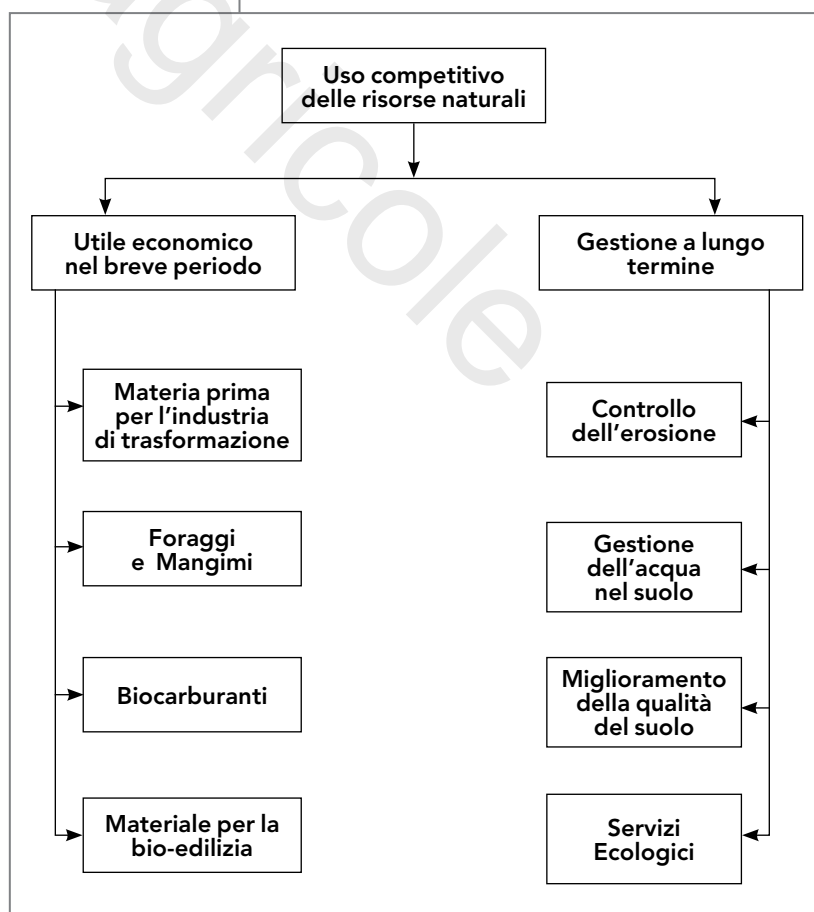 Uso competitivo
delle risorse naturali
Utile economico
nel breve periodo
Gestione a lungo
termine
Materia prima
per l'industria
di trasformazione
Controllo
dell'erosione
Foraggi
e Mangimi
Gestione
dell'acqua
nel suolo
Biocarburanti
Miglioramento
della qualità
del suolo
Materiale per la
bio-edilizia
Servizi
Ecologici
agricole